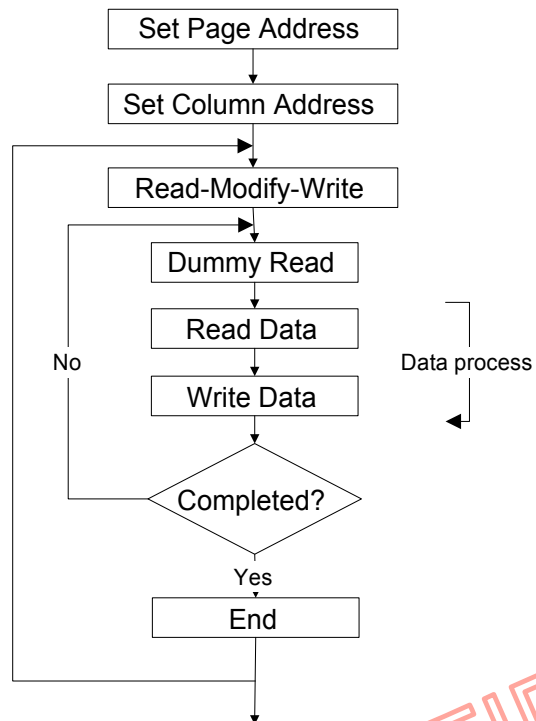 Set Page Address
Set Column Address
Read-Modify-Write
Dummy Read
Read Data
No
Data process
Write Data
Completed?
Yes
End